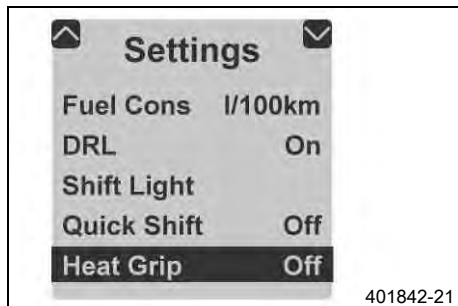 Settings
Fuel Cons l/100km
DRL On
Shift Light
Quick Shift Off
Heat Grip Off
401842-21